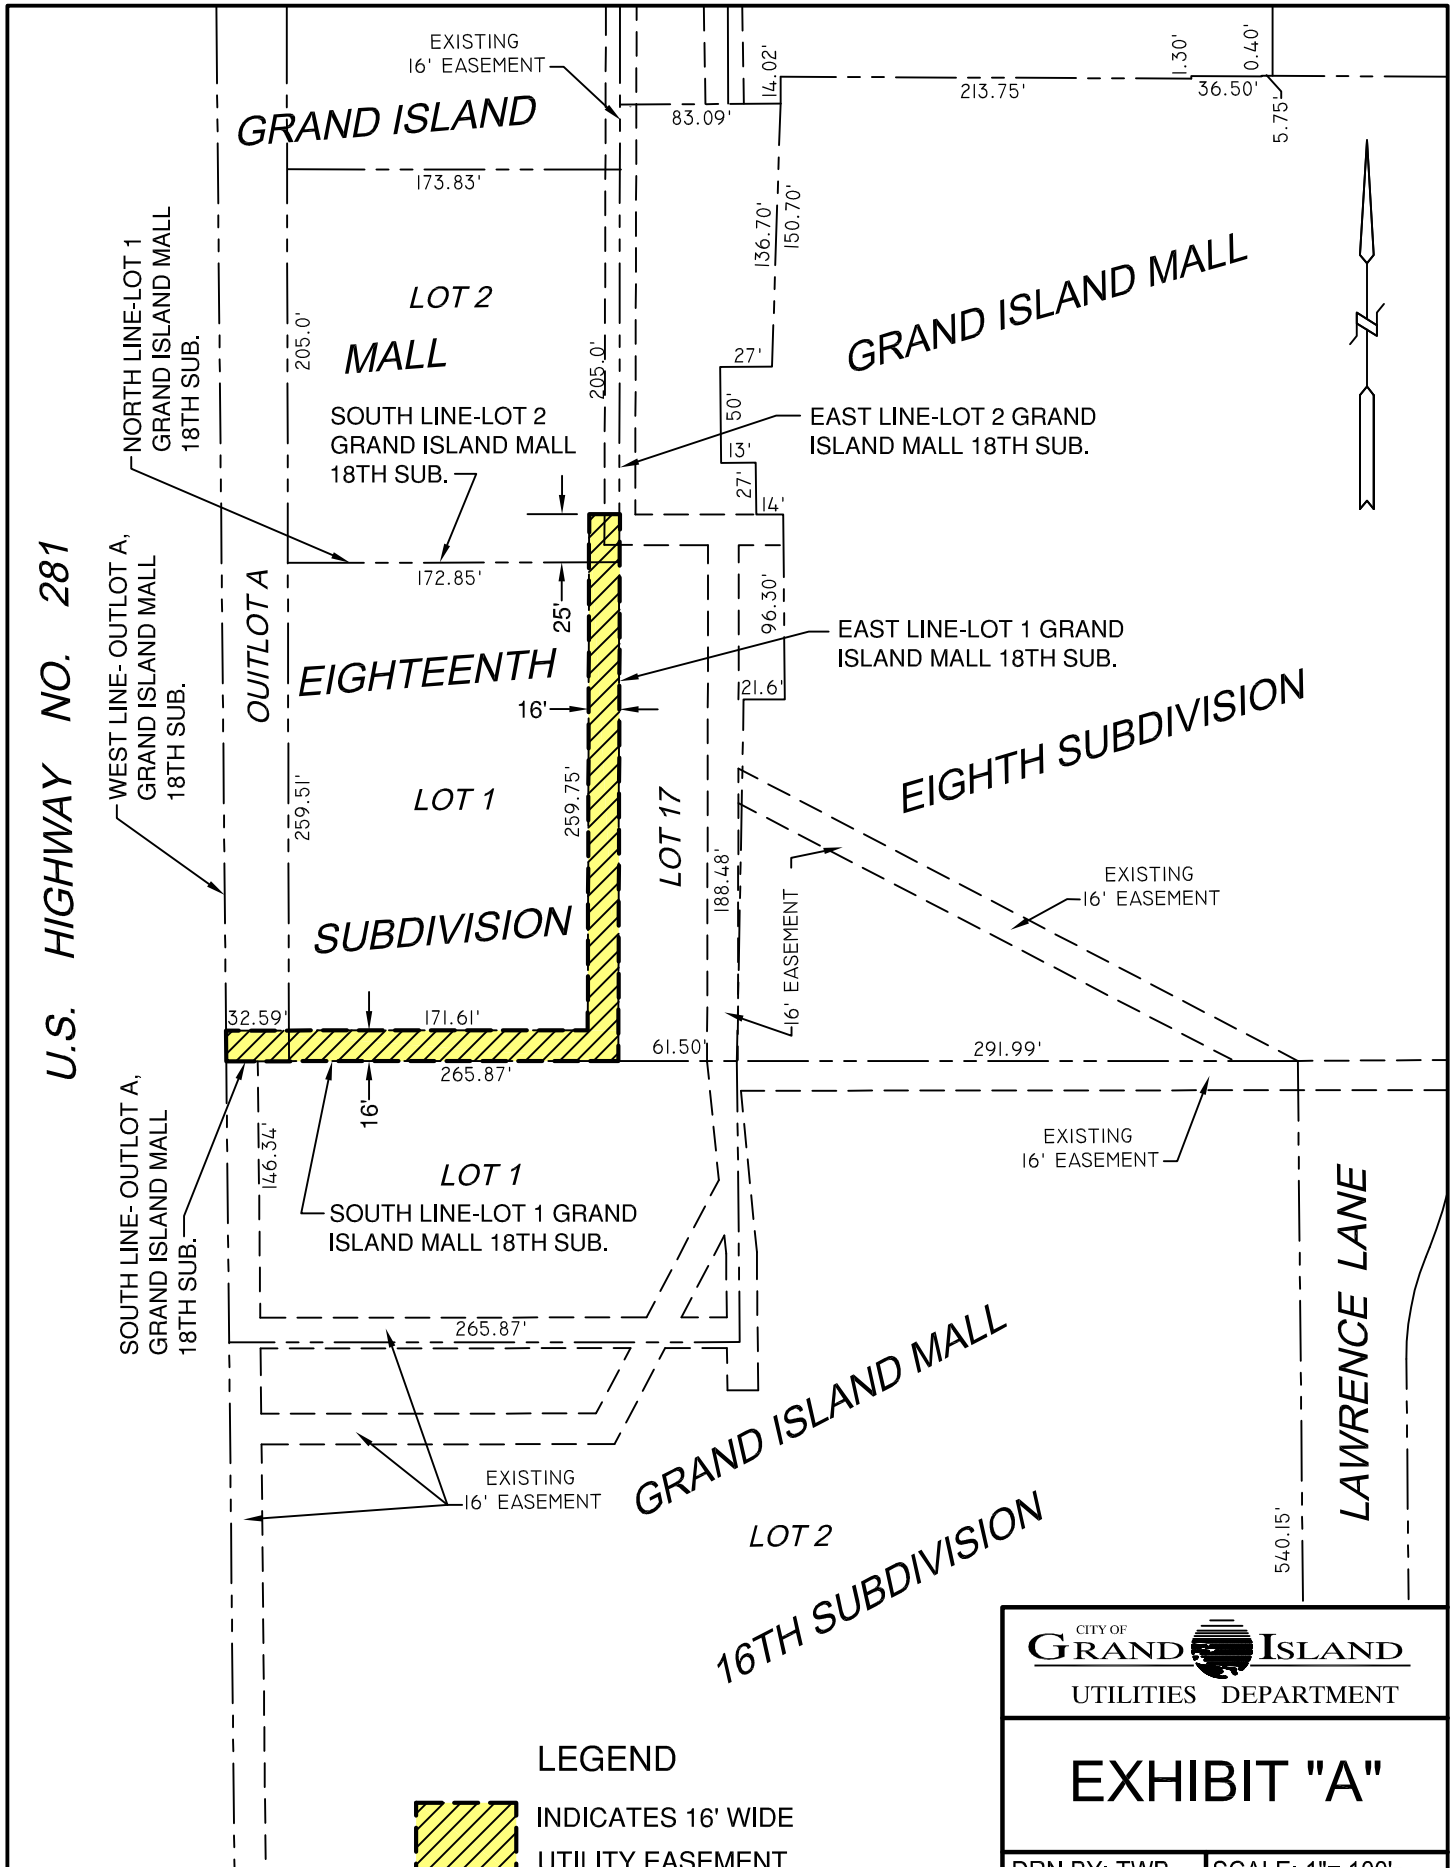 EXISTING
16' EASEMENT
GRAND ISLAND
14.02'
83.09'
213.75'
1.30'
0.40'
36.50'
5.75'
173.83'
NORTH LINE-LOT 1
GRAND ISLAND MALL
18TH SUB.
136.70'
150.70'
LOT 2
205.0'
MALL
205.0'
27'
GRAND ISLAND MALL
50'
SOUTH LINE-LOT 2
GRAND ISLAND MALL
18TH SUB.
EAST LINE-LOT 2 GRAND
ISLAND MALL 18TH SUB.
13'
27'
14'
U.S. HIGHWAY NO. 281
WEST LINE- OUTLOT A,
GRAND ISLAND MALL
18TH SUB.
OUTLOT A
172.85'
25'
96.30'
EAST LINE-LOT 1 GRAND
ISLAND MALL 18TH SUB.
EIGHTEENTH
16'
21.6'
EIGHTH SUBDIVISION
259.51'
LOT 1
259.75'
LOT 17
188.48'
16' EASEMENT
EXISTING
16' EASEMENT
SUBDIVISION
32.59'
171.61'
265.87'
61.50'
291.99'
16'
SOUTH LINE- OUTLOT A,
GRAND ISLAND MALL
18TH SUB.
146.34'
LOT 1
SOUTH LINE-LOT 1 GRAND
ISLAND MALL 18TH SUB.
EXISTING
16' EASEMENT
LAWRENCE LANE
265.87'
GRAND ISLAND MALL
EXISTING
16' EASEMENT
LOT 2
16TH SUBDIVISION
540.15'
CITY OF
GRAND ISLAND
UTILITIES DEPARTMENT
LEGEND
INDICATES 16' WIDE
UTILITY EASEMENT
EXHIBIT "A"
DRN BY: TWP
SCALE: 1"= 100'